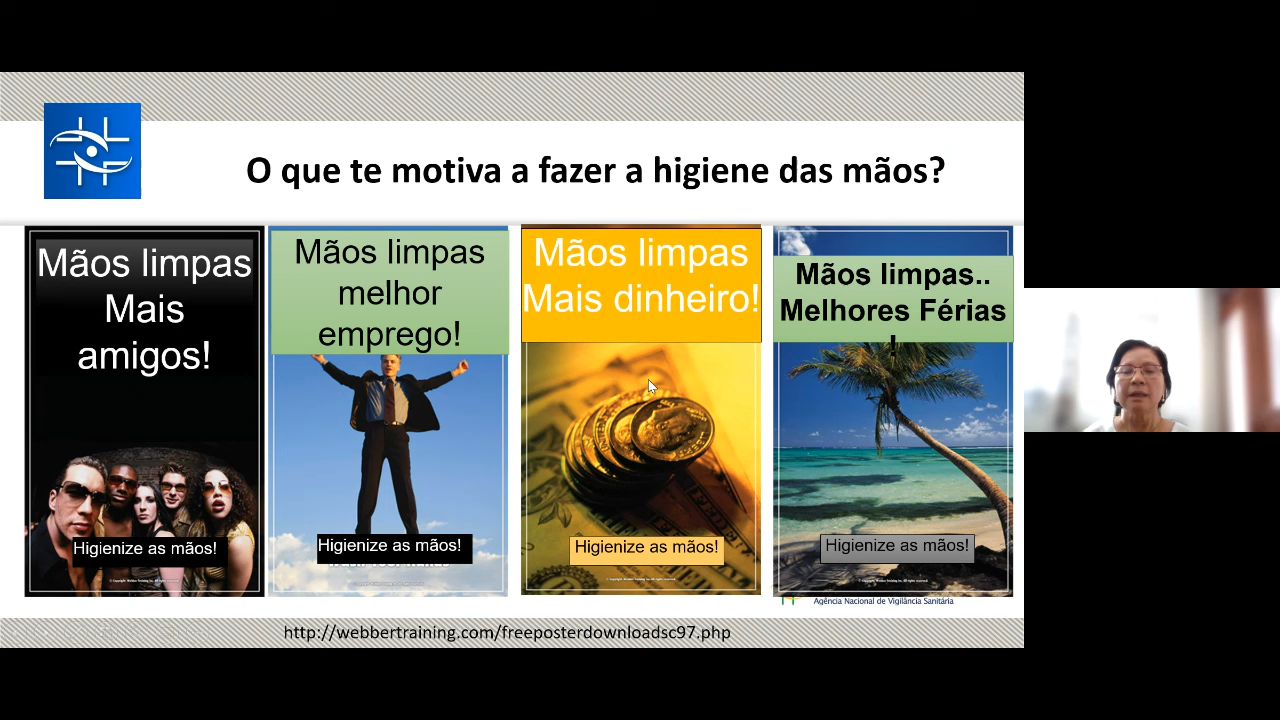 O que te motiva a fazer a higiene das mãos?
Mãos limpas
Mais
amigos!
Higienize as mãos!
Mãos limpas
melhor
emprego!
Higienize as mãos!
Mãos limpas
Mais dinheiro!
Higienize as mãos!
Mãos limpas..
Melhores Férias
!
Higienize as mãos!
Agência Nacional de Vigilância Sanitária
http://webbertraining.com/freeposterdownloadsc97.php